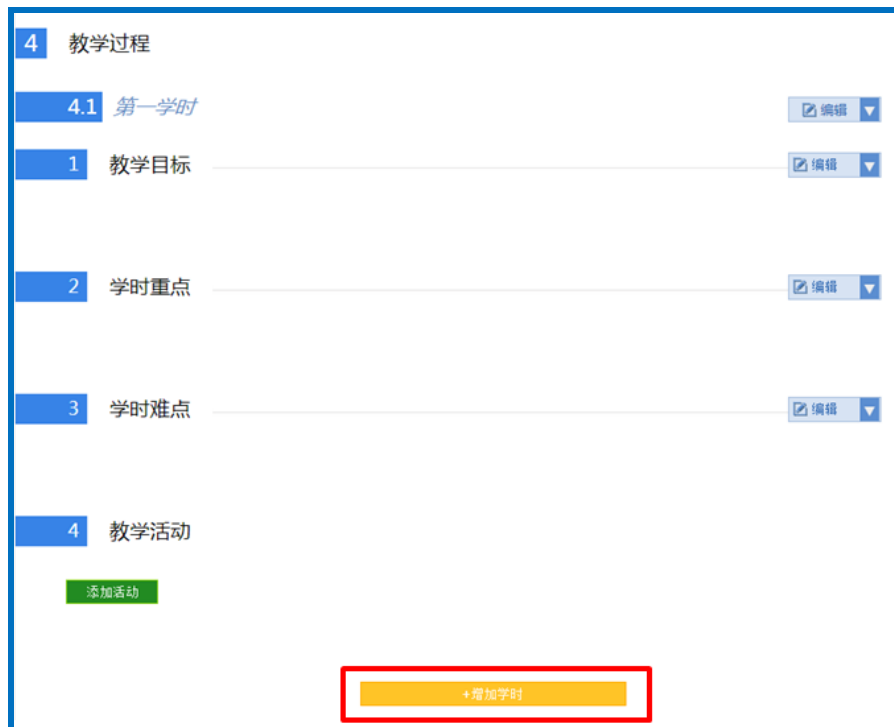 4 教学过程
4.1 第一学时 编辑
1 教学目标 编辑
2 学时重点 编辑
3 学时难点 编辑
4 教学活动
添加活动
+增加学时